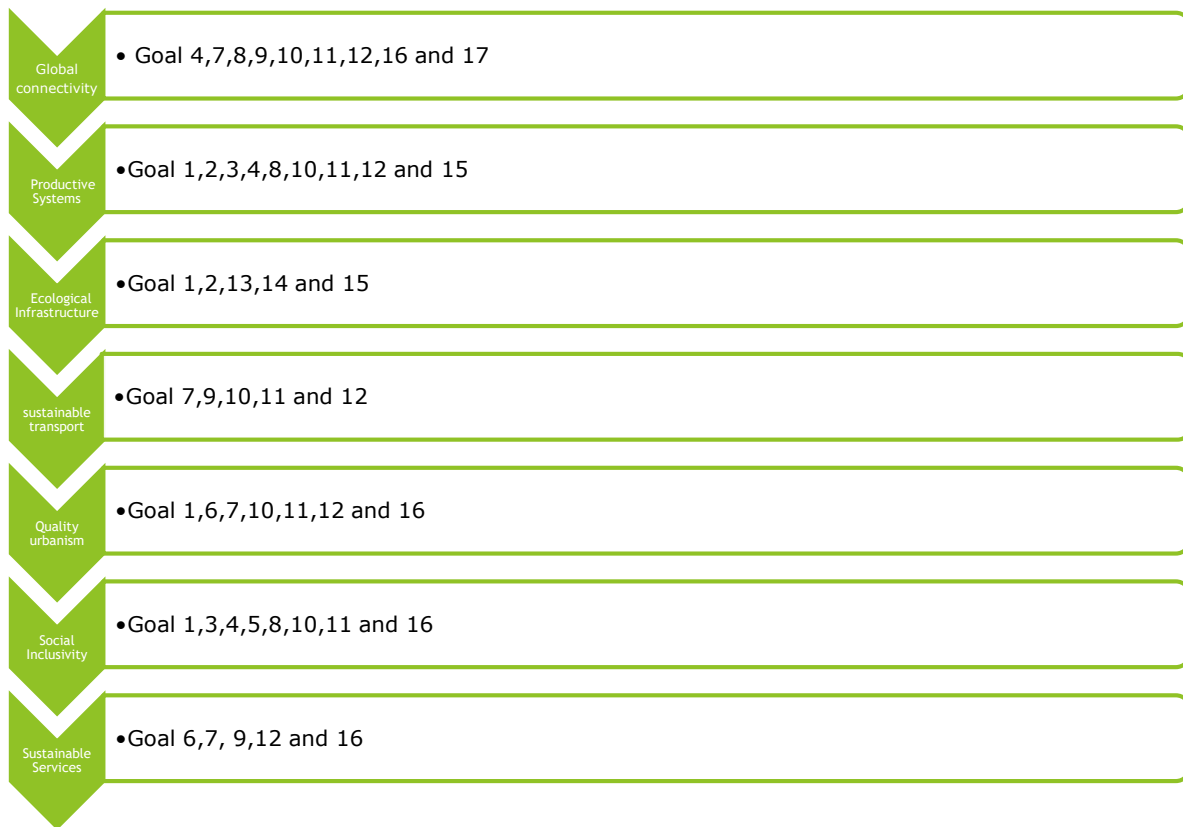 Global
connectivity
• Goal 4,7,8,9,10,11,12,16 and 17
Productive
Systems
•Goal 1,2,3,4,8,10,11,12 and 15
Ecological
Infrastructure
•Goal 1,2,13,14 and 15
sustainable
transport
•Goal 7,9,10,11 and 12
Quality
urbanism
•Goal 1,6,7,10,11,12 and 16
Social
Inclusivity
•Goal 1,3,4,5,8,10,11 and 16
Sustainable
Services
•Goal 6,7, 9,12 and 16